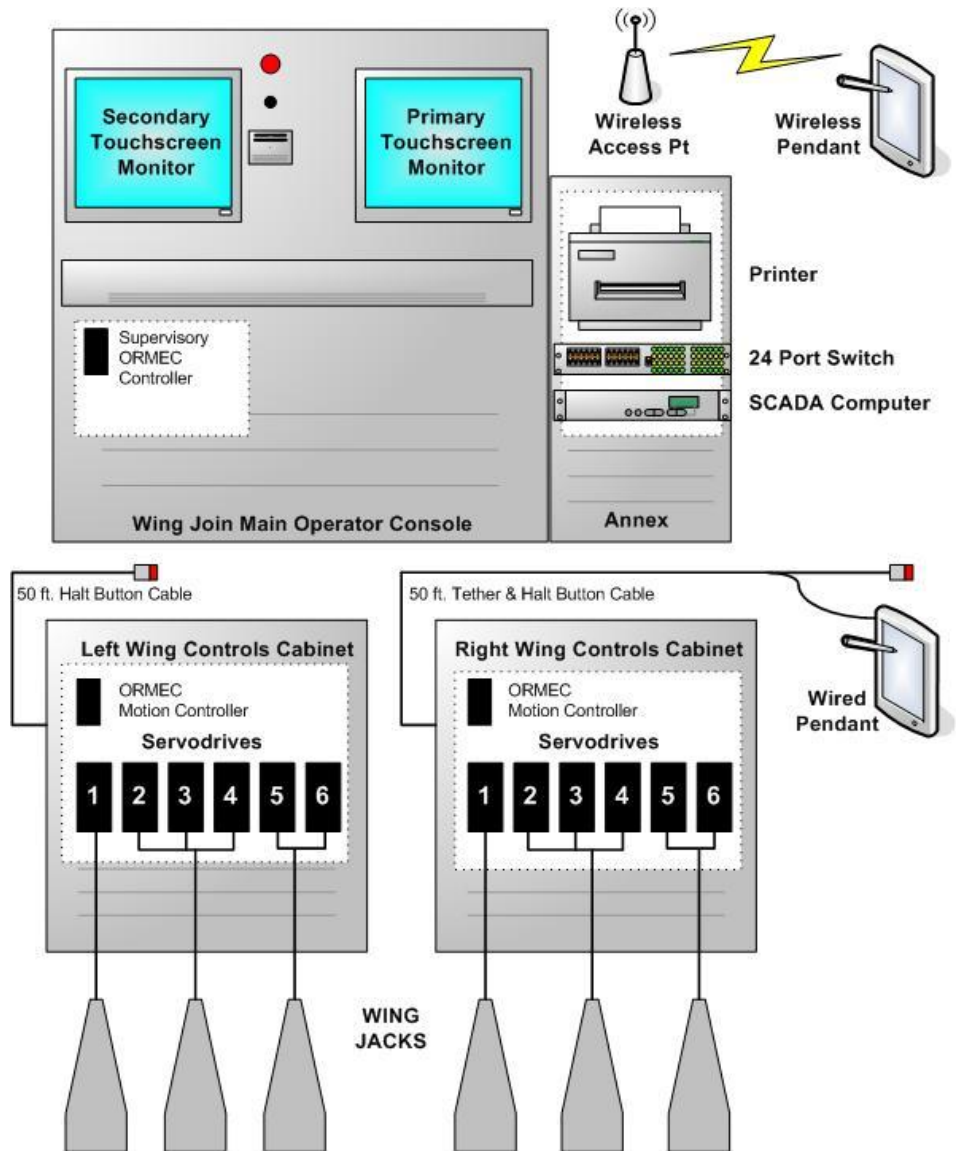 Secondary
Touchscreen
Monitor
Primary
Touchscreen
Monitor
Wireless
Access Pt
Wireless
Pendant
Printer
Supervisory
ORMEC
Controller
24 Port Switch
SCADA Computer
Wing Join Main Operator Console
Annex
50 ft. Halt Button Cable
50 ft. Tether & Halt Button Cable
Left Wing Controls Cabinet
ORMEC
Motion Controller
Servodrives
1 2 3 4 5 6
Right Wing Controls Cabinet
ORMEC
Motion Controller
Servodrives
1 2 3 4 5 6
Wired
Pendant
WING
JACKS